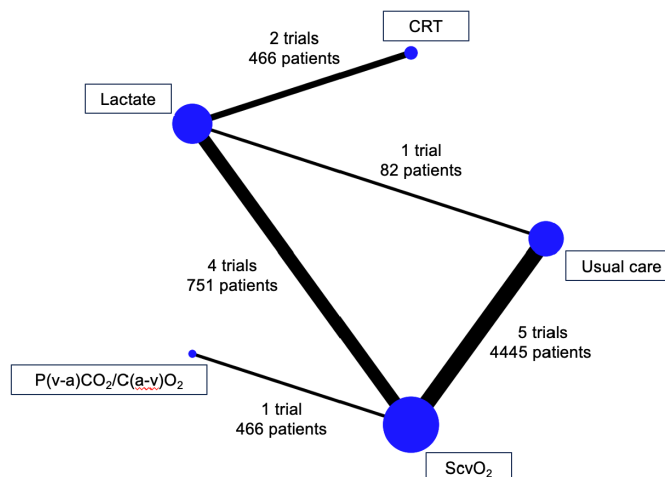 CRT
2 trials
466 patients
Lactate
1 trial
82 patients
Usual care
4 trials
751 patients
5 trials
4445 patients
P(v-a)CO₂/C(a-v)O₂
1 trial
466 patients
ScvO₂